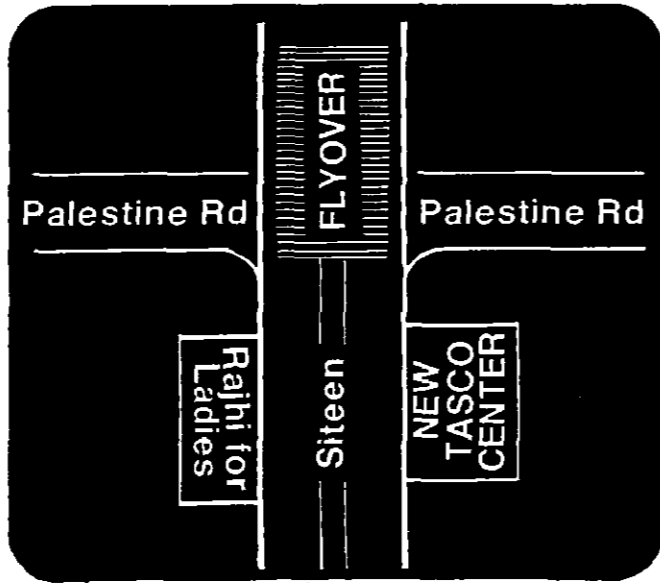 FLYOVER
Palestine Rd
Palestine Rd
Siteen
Rajhi for
Ladies
NEW
TASCO
CENTER